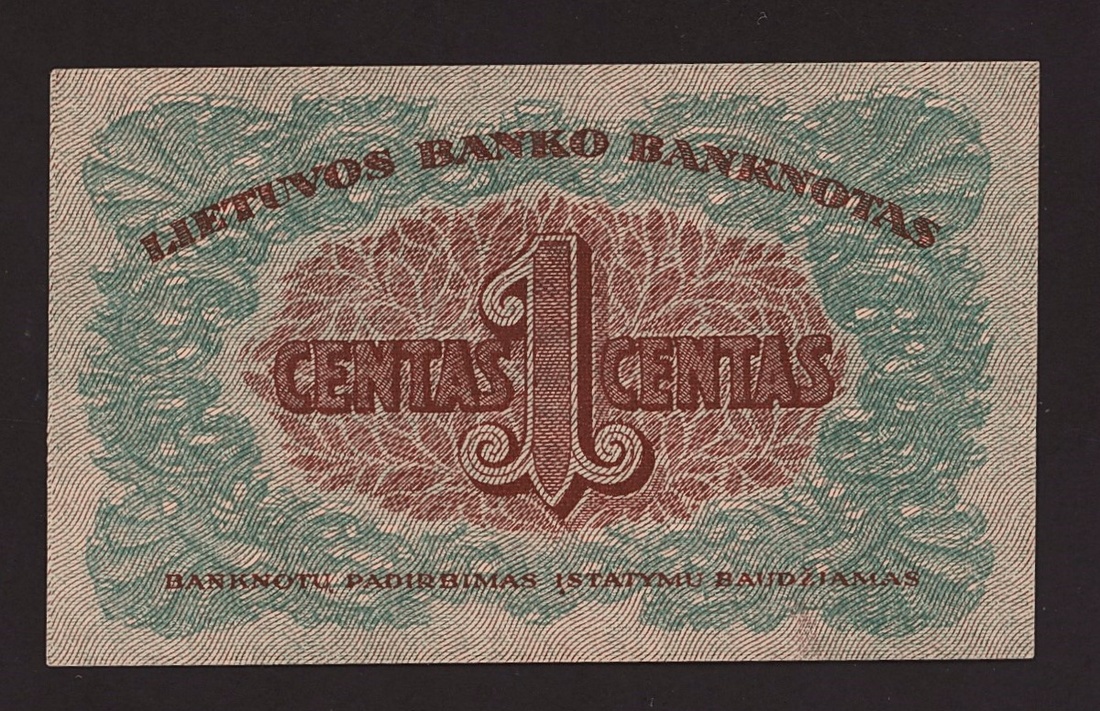 LIETUVOS BANKO BANKNOTAS
CENTAS 1 CENTAS
BANKNOTŲ PADIRBIMAS ĮSTATYMU BAUDŽIAMAS